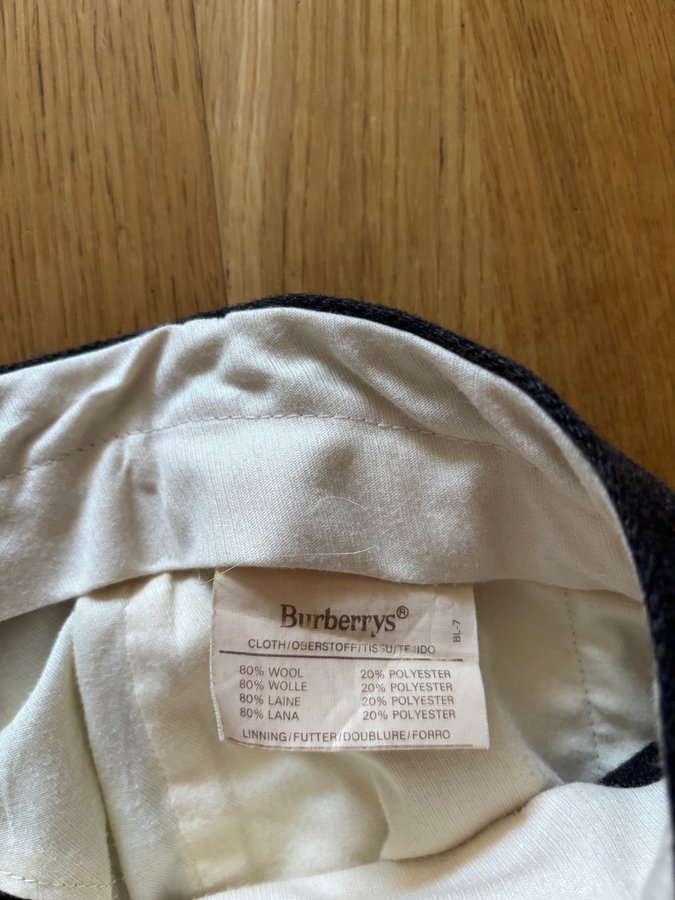 Burberrys®
CLOTH/OBERSTOFF/TISSU/TEJIDO
80% WOOL 20% POLYESTER
80% WOLLE 20% POLYESTER
80% LAINE 20% POLYESTER
80% LANA 20% POLYESTER
LINNING/FUTTER/DOUBLURE/FORRO
BL-7